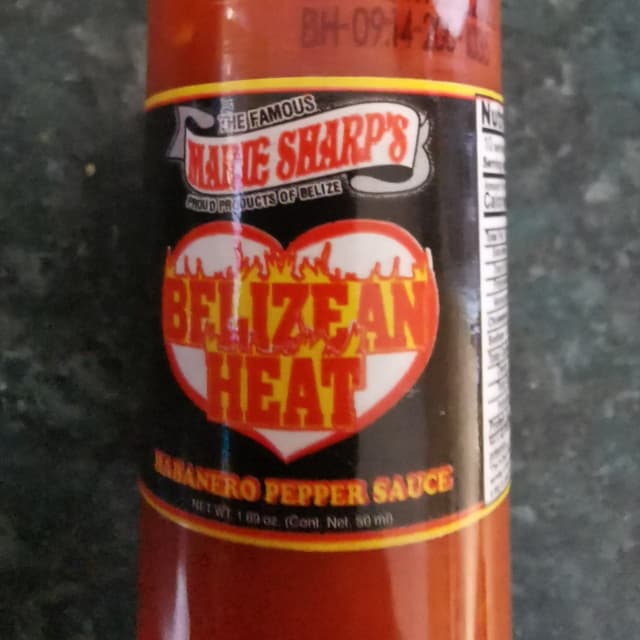 THE FAMOUS
MARIE SHARP'S
PROUD PRODUCTS OF BELIZE
BELIZEAN
HEAT
HABANERO PEPPER SAUCE
NET WT. 1.69 oz. (Cont. Net. 50 ml)